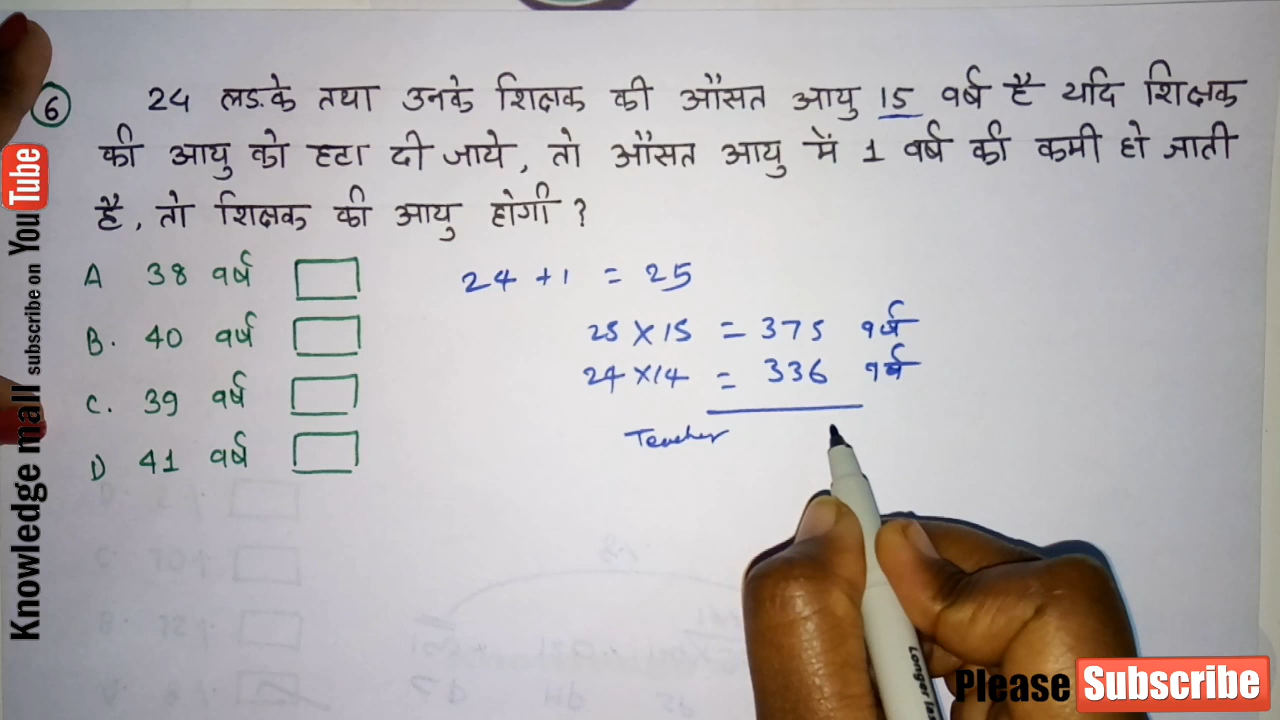 6 24 लड़के तथा उनके शिक्षक की औसत आयु 15 वर्ष है यदि शिक्षक
की आयु को हटा दी जाये, तो औसत आयु में 1 वर्ष की कमी हो जाती
है, तो शिक्षक की आयु होगी ?
A 38 वर्ष
B. 40 वर्ष
C. 39 वर्ष
D 41 वर्ष
24 + 1 = 25
25 X 15 = 375 वर्ष
24 X 14 = 336 वर्ष
Teacher
Knowledge mall subscribe on YouTube
Please Subscribe